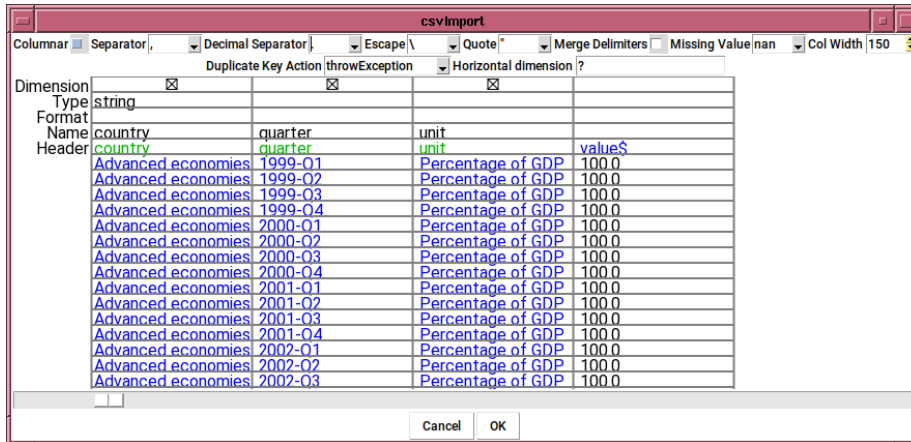 csvImport
Columnar Separator , Decimal Separator . Escape \ Quote " Merge Delimiters Missing Value nan Col Width 150
Duplicate Key Action throwException Horizontal dimension ?
Dimension
Type string
Format
Name country quarter unit
Header country quarter unit value$
Advanced economies 1999-Q1 Percentage of GDP 100.0
Advanced economies 1999-Q2 Percentage of GDP 100.0
Advanced economies 1999-Q3 Percentage of GDP 100.0
Advanced economies 1999-Q4 Percentage of GDP 100.0
Advanced economies 2000-Q1 Percentage of GDP 100.0
Advanced economies 2000-Q2 Percentage of GDP 100.0
Advanced economies 2000-Q3 Percentage of GDP 100.0
Advanced economies 2000-Q4 Percentage of GDP 100.0
Advanced economies 2001-Q1 Percentage of GDP 100.0
Advanced economies 2001-Q2 Percentage of GDP 100.0
Advanced economies 2001-Q3 Percentage of GDP 100.0
Advanced economies 2001-Q4 Percentage of GDP 100.0
Advanced economies 2002-Q1 Percentage of GDP 100.0
Advanced economies 2002-Q2 Percentage of GDP 100.0
Advanced economies 2002-Q3 Percentage of GDP 100.0
Cancel OK